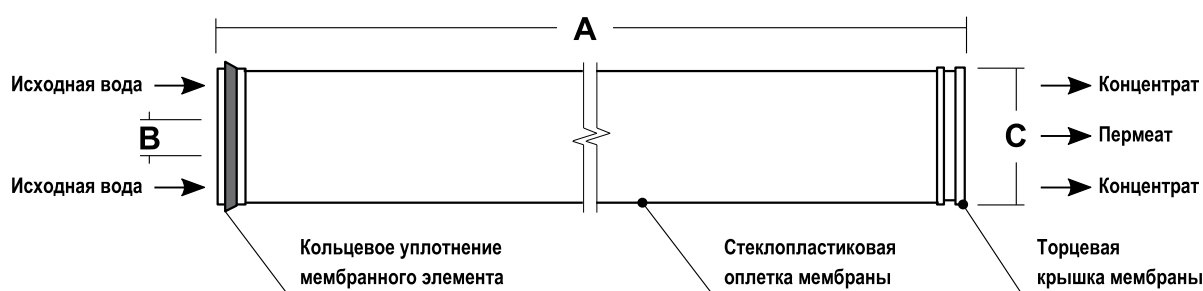 A
Исходная вода
Концентрат
B
C
Пермеат
Исходная вода
Концентрат
Кольцевое уплотнение
мембранного элемента
Стеклопластиковая
оплетка мембраны
Торцевая
крышка мембраны